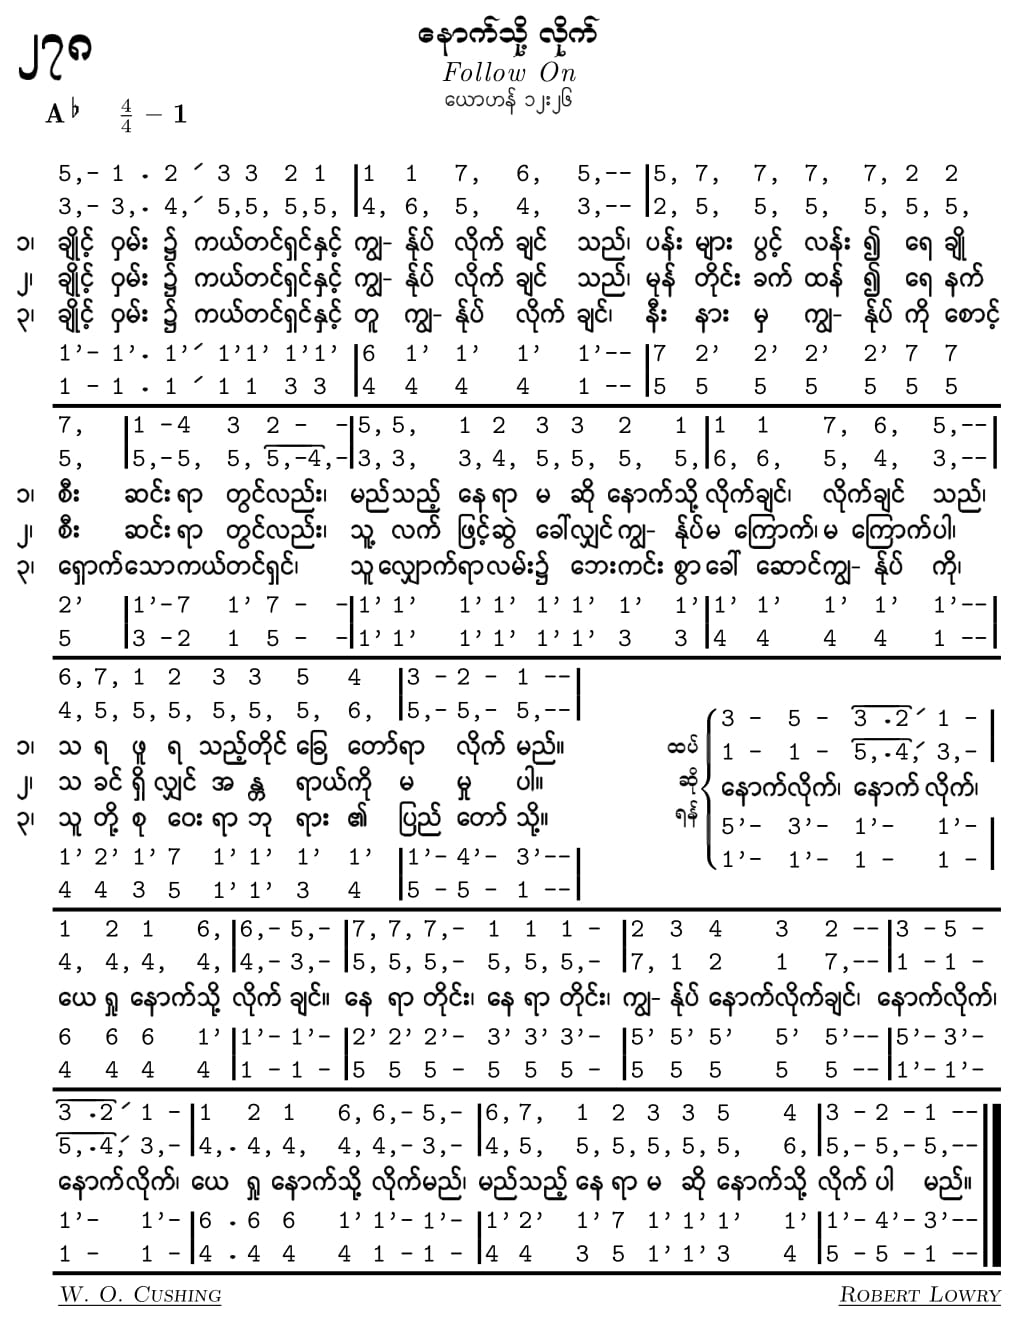 ၂၇၈
နောက်သို့ လိုက်
Follow On
ယောဟန် ၁၂း၂၆
A♭ 4/4 – 1
5,- 1 . 2 ˊ 3 3 2 1 |1 1 7, 6, 5,-- |5, 7, 7, 7, 7, 2 2
3,- 3,. 4,ˊ 5,5, 5,5, |4, 6, 5, 4, 3,-- |2, 5, 5, 5, 5, 5, 5,
၁၊ ချိုင့် ဝှမ်း ၌ ကယ်တင်ရှင်နှင့် ကျွ- န်ုပ် လိုက် ချင် သည်၊ ပန်း များ ပွင့် လန်း ၍ ရေ ချို
၂၊ ချိုင့် ဝှမ်း ၌ ကယ်တင်ရှင်နှင့် ကျွ- န်ုပ် လိုက် ချင် သည်၊ မုန် တိုင်း ခက် ထန် ၍ ရေ နက်
၃၊ ချိုင့် ဝှမ်း ၌ ကယ်တင်ရှင်နှင့် တူ ကျွ- န်ုပ် လိုက် ချင်၊ နီး နား မှ ကျွ- န်ုပ် ကို စောင့်
1'- 1'. 1'ˊ 1'1' 1'1' |6 1' 1' 1' 1'-- |7 2' 2' 2' 2' 7 7
1 - 1 . 1 ˊ 1 1 3 3 |4 4 4 4 1 -- |5 5 5 5 5 5 5
7, |1 -4 3 2 - -|5, 5, 1 2 3 3 2 1 |1 1 7, 6, 5,--|
5, |5,-5, 5, 5,-4,-|3, 3, 3, 4, 5, 5, 5, 5,|6, 6, 5, 4, 3,--|
၁၊ စီး ဆင်း ရာ တွင်လည်း၊ မည်သည့် နေ ရာ မ ဆို နောက်သို့ လိုက်ချင်၊ လိုက်ချင် သည်၊
၂၊ စီး ဆင်း ရာ တွင်လည်း၊ သူ့ လက် ဖြင့်ဆွဲ ခေါ်လျှင် ကျွ- န်ုပ်မ ကြောက်၊ မ ကြောက်ပါ၊
၃၊ ရှောက်သောကယ်တင်ရှင်၊ သူ လျှောက်ရာလမ်း၌ ဘေးကင်း စွာ ခေါ် ဆောင်ကျွ- န်ုပ် ကို၊
2' |1'-7 1' 7 - -|1' 1' 1' 1' 1' 1' 1' 1'|1' 1' 1' 1' 1'--|
5 |3 -2 1 5 - -|1' 1' 1' 1' 1' 1' 3 3 |4 4 4 4 1 --|
6, 7, 1 2 3 3 5 4 |3 - 2 - 1 --|
4, 5, 5, 5, 5, 5, 5, 6, |5,- 5,- 5,--|
၁၊ သ ရ ဖူ ရ သည့်တိုင် ခြေ တော်ရာ လိုက် မည်။
၂၊ သ ခင် ရှိ လျှင် အ န္တ ရာယ်ကို မ မှု ပါ။
၃၊ သူ တို့ စု ဝေး ရာ ဘု ရား ၏ ပြည် တော် သို့။
1' 2' 1' 7 1' 1' 1' 1' |1'- 4'- 3'--|
4 4 3 5 1' 1' 3 4 |5 - 5 - 1 --|
ထပ်
ဆို
ရန်
3 - 5 - 3 .2ˊ 1 - |
1 - 1 - 5,.4,ˊ 3,- |
နောက်လိုက်၊ နောက် လိုက်၊
5'- 3'- 1'- 1'- |
1'- 1'- 1 - 1 - |
1 2 1 6, |6,- 5,- |7, 7, 7,- 1 1 1 - |2 3 4 3 2 -- |3 - 5 -
4, 4, 4, 4, |4,- 3,- |5, 5, 5,- 5, 5, 5,- |7, 1 2 1 7,-- |1 - 1 -
ယေ ရှု နောက်သို့ လိုက် ချင်။ နေ ရာ တိုင်း၊ နေ ရာ တိုင်း၊ ကျွ- န်ုပ် နောက်လိုက်ချင်၊ နောက်လိုက်၊
6 6 6 1' |1'- 1'- |2' 2' 2'- 3' 3' 3'- |5' 5' 5' 5' 5'-- |5'- 3'-
4 4 4 4 |1 - 1 - |5 5 5 - 5 5 5 - |5 5 5 5 5 -- |1'- 1'-
3 .2ˊ 1 - |1 2 1 6, 6,- 5,- |6, 7, 1 2 3 3 5 4 |3 - 2 - 1 --
5,.4,ˊ 3,- |4,. 4, 4, 4, 4,- 3,- |4, 5, 5, 5, 5, 5, 5, 6, |5,- 5,- 5,--
နောက်လိုက်၊ ယေ ရှု နောက်သို့ လိုက်မည်၊ မည်သည့် နေ ရာ မ ဆို နောက်သို့ လိုက် ပါ မည်။
1'- 1'- |6 . 6 6 1' 1'- 1'- |1' 2' 1' 7 1' 1' 1' 1' |1'- 4'- 3'--
1 - 1 - |4 . 4 4 4 1 - 1 - |4 4 3 5 1' 1' 3 4 |5 - 5 - 1 --
W. O. CUSHING
ROBERT LOWRY